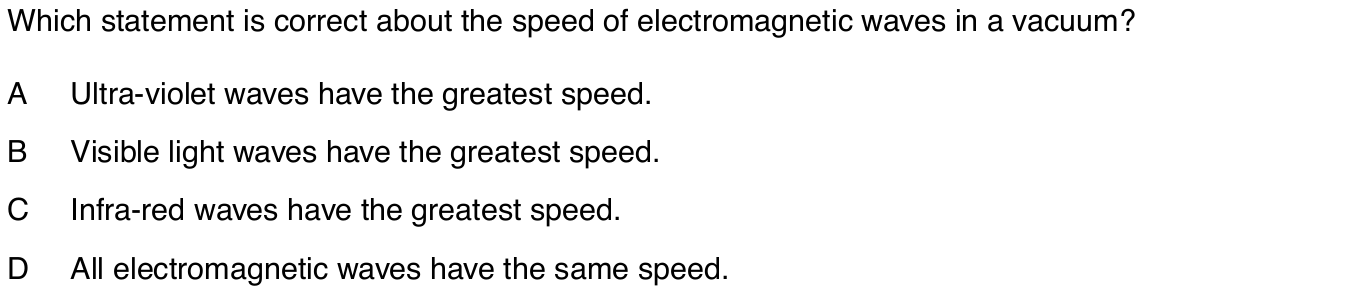 Which statement is correct about the speed of electromagnetic waves in a vacuum?
A Ultra-violet waves have the greatest speed.
B Visible light waves have the greatest speed.
C Infra-red waves have the greatest speed.
D All electromagnetic waves have the same speed.